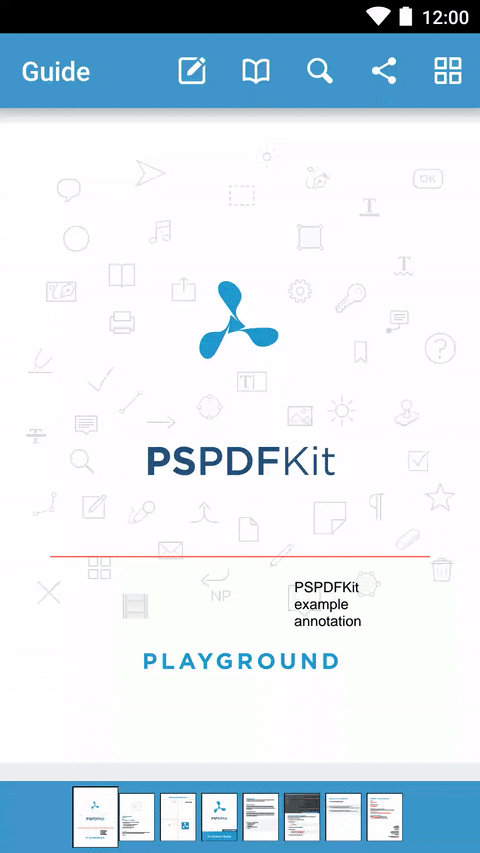 12:00
Guide
OK
T
T
T
PSPDFKit
NP
PSPDFKit
example
annotation
PLAYGROUND